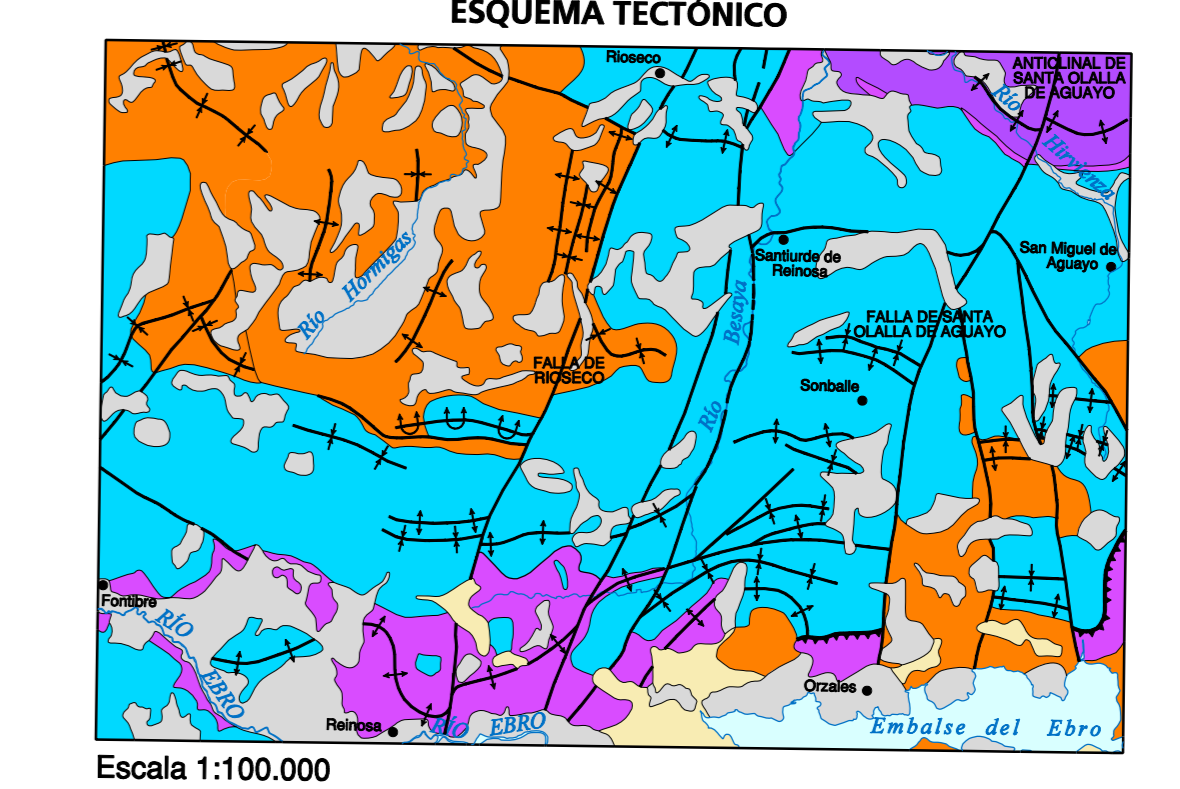 ESQUEMA TECTÓNICO
Rioseco
ANTICLINAL DE
SANTA OLALLA
DE AGUAYO
Río
Hirvienza
Río Hormigas
Santiurde de
Reinosa
San Miguel de
Aguayo
Río Besaya
FALLA DE SANTA
OLALLA DE AGUAYO
FALLA DE
RIOSECO
Sonballe
Fontibre
RÍO
EBRO
Orzales
Reinosa
RÍO EBRO
Embalse del Ebro
Escala 1:100.000